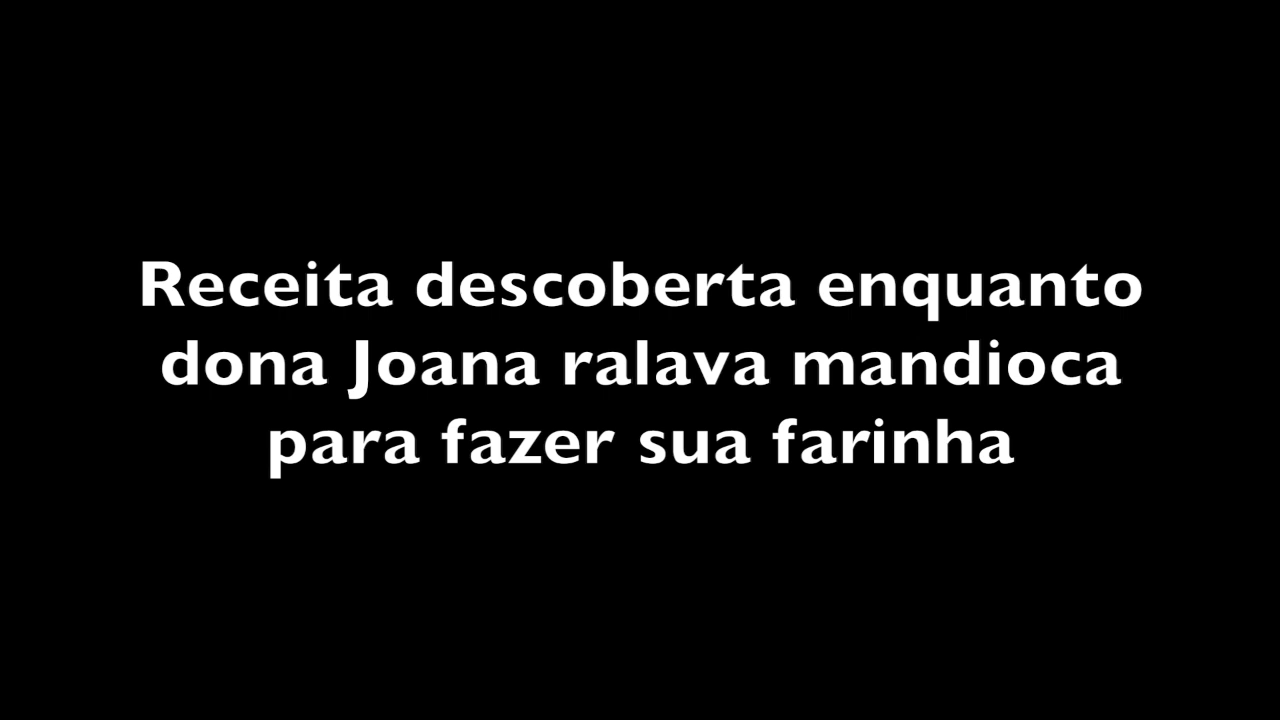 Receita descoberta enquanto
dona Joana ralava mandioca
para fazer sua farinha